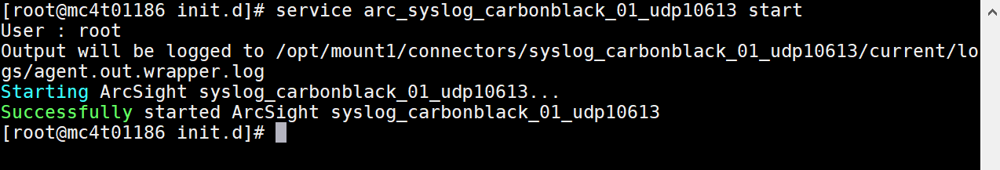 [root@mc4t01186 init.d]# service arc_syslog_carbonblack_01_udp10613 start
User : root
Output will be logged to /opt/mount1/connectors/syslog_carbonblack_01_udp10613/current/lo
gs/agent.out.wrapper.log
Starting ArcSight syslog_carbonblack_01_udp10613...
Successfully started ArcSight syslog_carbonblack_01_udp10613
[root@mc4t01186 init.d]#